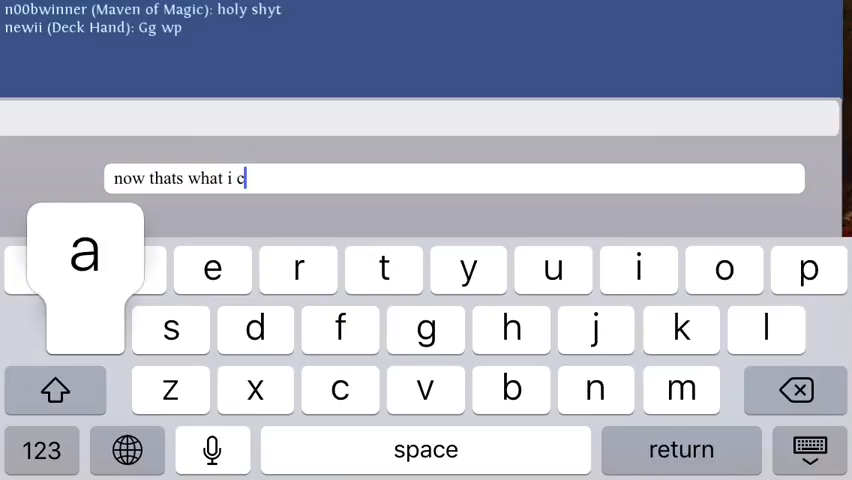 n00bwinner (Maven of Magic): holy shyt
newii (Deck Hand): Gg wp
now thats what i c
a
e r t y u i o p
s d f g h j k l
z x c v b n m
123 space return